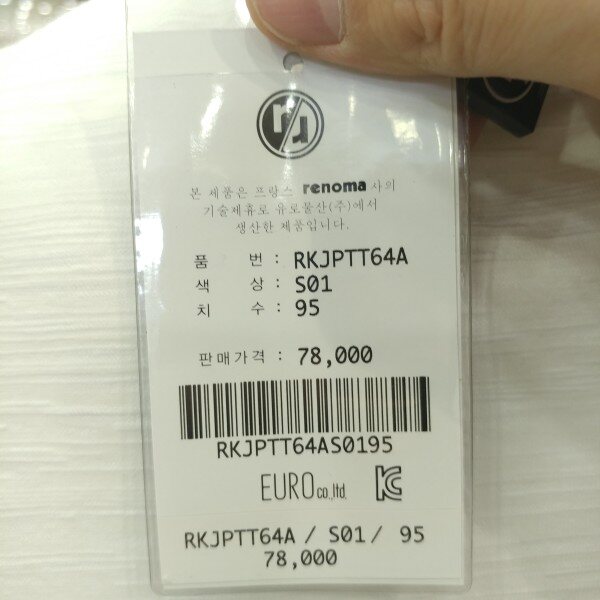 ru
본 제품은 프랑스 renoma 사의
기술제휴로 유로물산(주)에서
생산한 제품입니다.
품 번 : RKJPTT64A
색 상 : S01
치 수 : 95
판매가격 : 78,000
RKJPTT64AS0195
EURO co.,ltd. KC
RKJPTT64A / S01 / 95
78,000